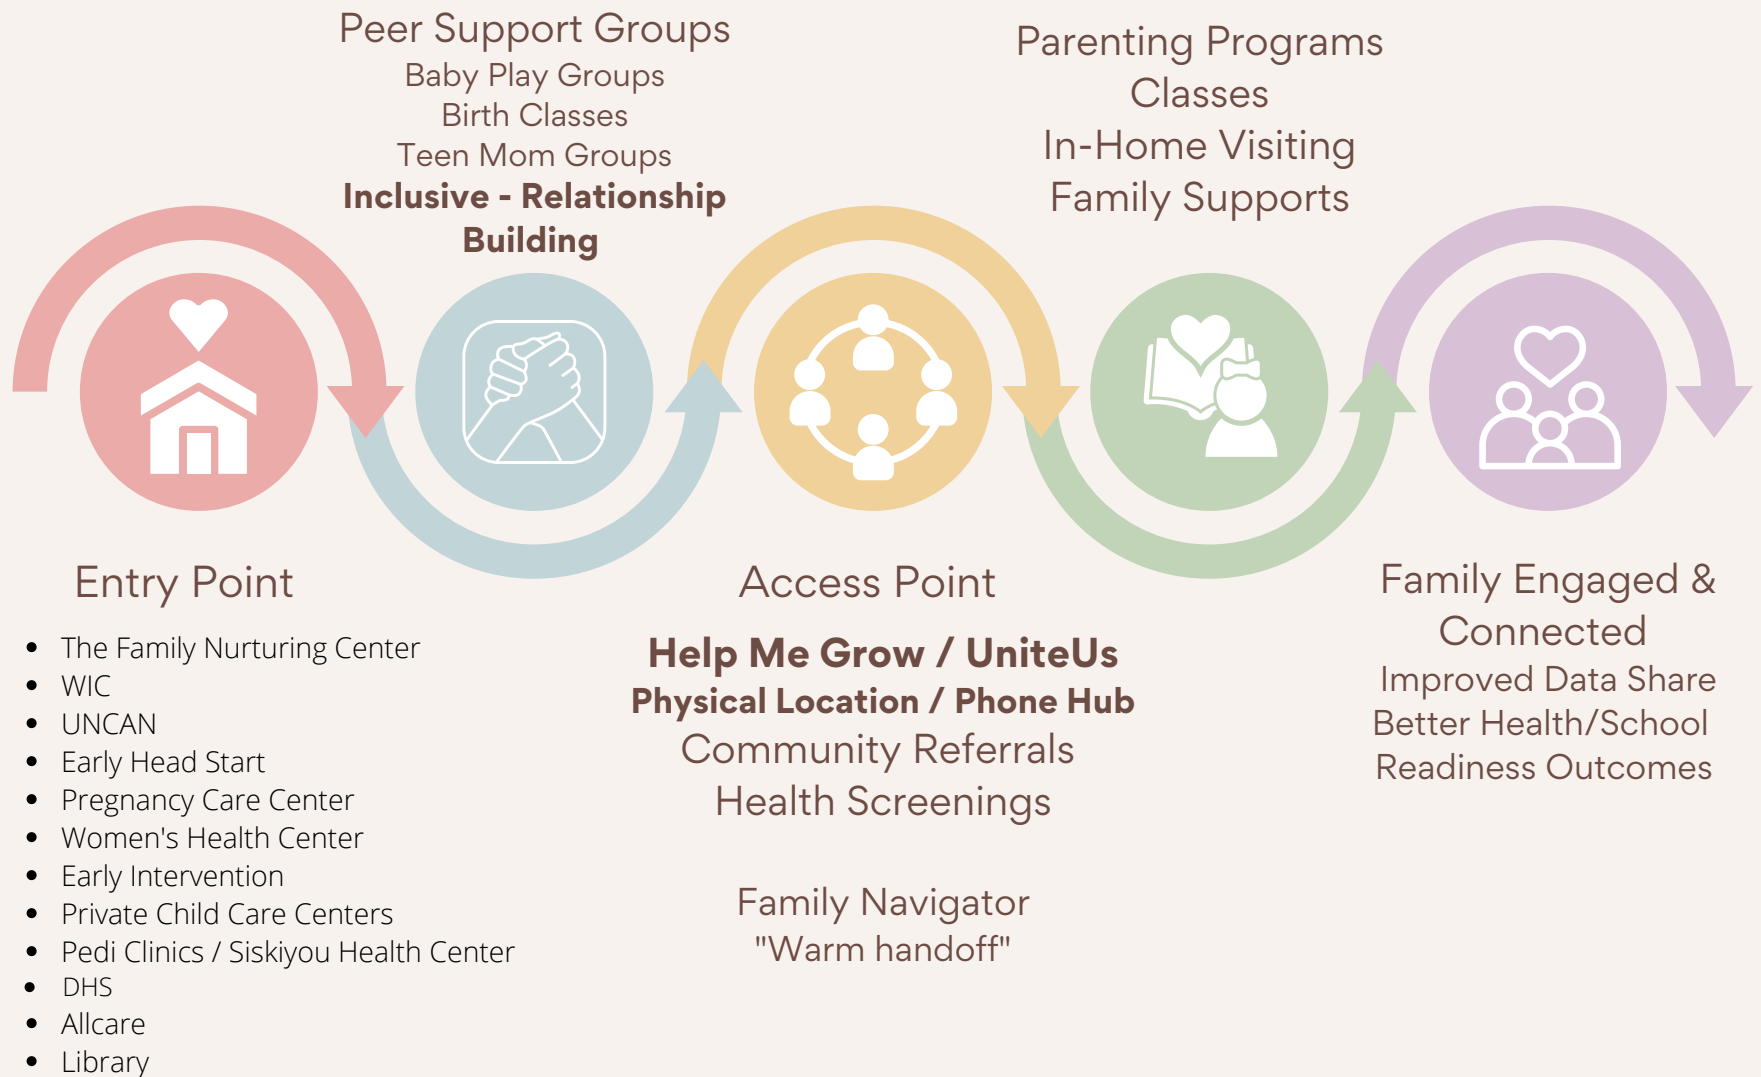 Peer Support Groups
Baby Play Groups
Birth Classes
Teen Mom Groups
Inclusive - Relationship
Building
Parenting Programs
Classes
In-Home Visiting
Family Supports
Entry Point
The Family Nurturing Center
WIC
UNCAN
Early Head Start
Pregnancy Care Center
Women's Health Center
Early Intervention
Private Child Care Centers
Pedi Clinics / Siskiyou Health Center
DHS
Allcare
Library
Access Point
Help Me Grow / UniteUs
Physical Location / Phone Hub
Community Referrals
Health Screenings
Family Navigator
"Warm handoff"
Family Engaged &
Connected
Improved Data Share
Better Health/School
Readiness Outcomes